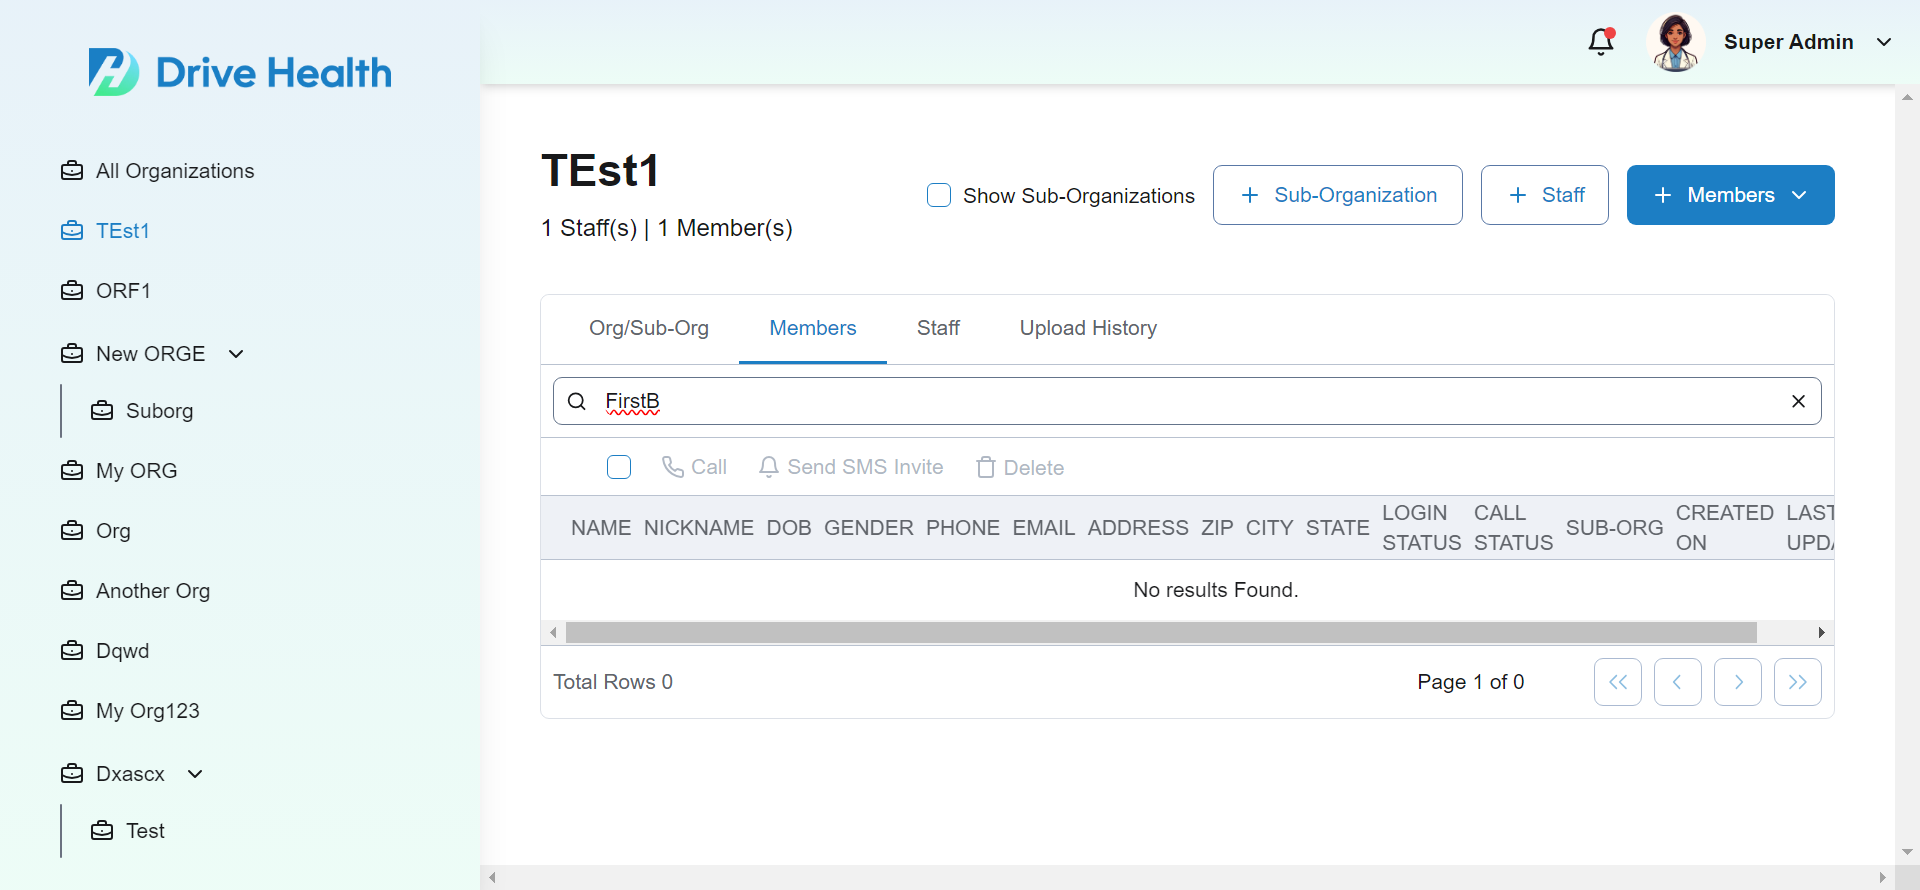 Drive Health
Super Admin
All Organizations
TEst1
ORF1
New ORGE
Suborg
My ORG
Org
Another Org
Dqwd
My Org123
Dxascx
Test
TEst1
1 Staff(s) | 1 Member(s)
Show Sub-Organizations
+ Sub-Organization
+ Staff
+ Members
Org/Sub-Org Members Staff Upload History
FirstB
Call Send SMS Invite Delete
NAME NICKNAME DOB GENDER PHONE EMAIL ADDRESS ZIP CITY STATE LOGIN STATUS CALL STATUS SUB-ORG CREATED ON LAST UPDA
No results Found.
Total Rows 0
Page 1 of 0
<< < > >>